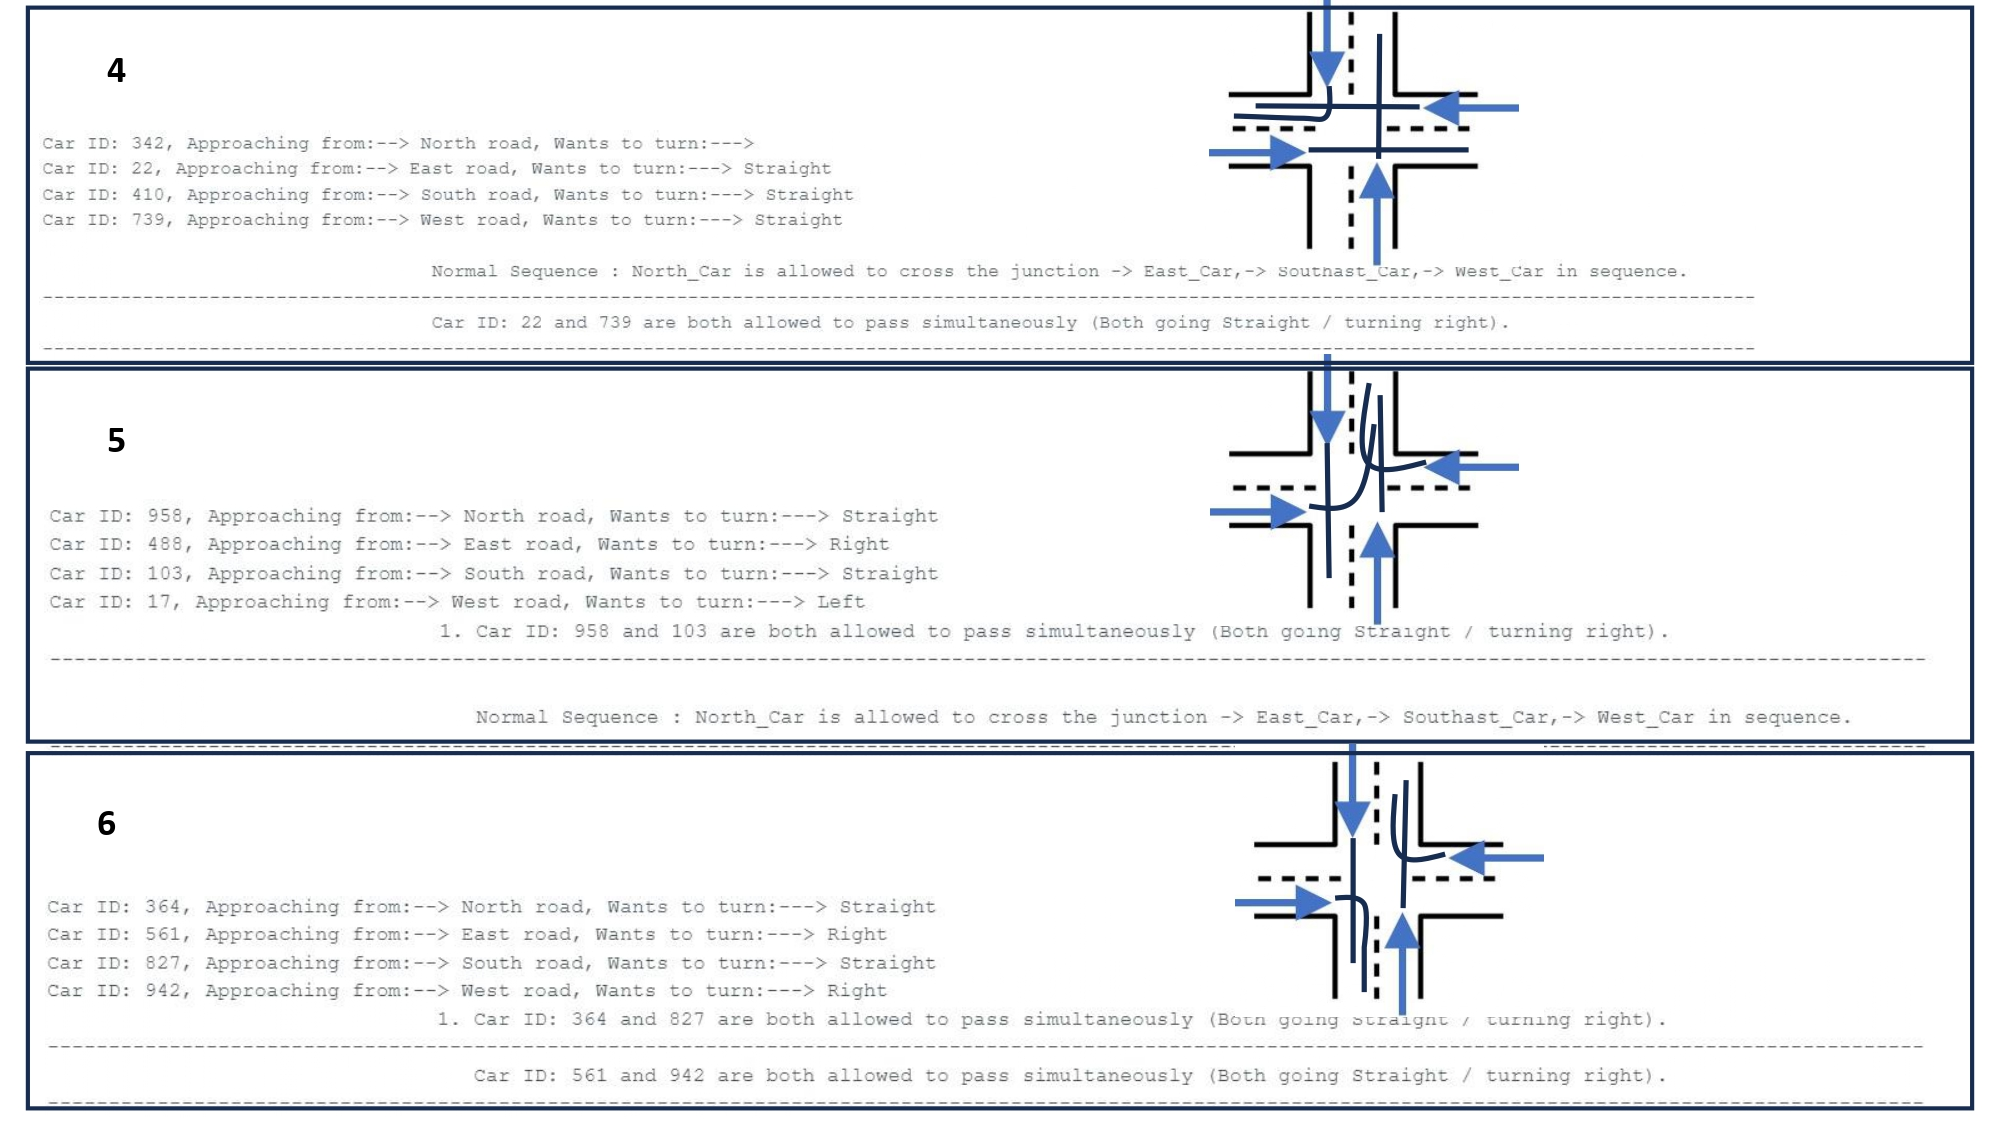 4
Car ID: 342, Approaching from:--> North road, Wants to turn:--->
Car ID: 22, Approaching from:--> East road, Wants to turn:---> Straight
Car ID: 410, Approaching from:--> South road, Wants to turn:---> Straight
Car ID: 739, Approaching from:--> West road, Wants to turn:---> Straight
Normal Sequence : North_Car is allowed to cross the junction -> East_Car,-> Southast_Car,-> West_Car in sequence.
Car ID: 22 and 739 are both allowed to pass simultaneously (Both going Straight / turning right).
5
Car ID: 958, Approaching from:--> North road, Wants to turn:---> Straight
Car ID: 488, Approaching from:--> East road, Wants to turn:---> Right
Car ID: 103, Approaching from:--> South road, Wants to turn:---> Straight
Car ID: 17, Approaching from:--> West road, Wants to turn:---> Left
1. Car ID: 958 and 103 are both allowed to pass simultaneously (Both going Straight / turning right).
Normal Sequence : North_Car is allowed to cross the junction -> East_Car,-> Southast_Car,-> West_Car in sequence.
6
Car ID: 364, Approaching from:--> North road, Wants to turn:---> Straight
Car ID: 561, Approaching from:--> East road, Wants to turn:---> Right
Car ID: 827, Approaching from:--> South road, Wants to turn:---> Straight
Car ID: 942, Approaching from:--> West road, Wants to turn:---> Right
1. Car ID: 364 and 827 are both allowed to pass simultaneously (Both going Straight / turning right).
Car ID: 561 and 942 are both allowed to pass simultaneously (Both going Straight / turning right).